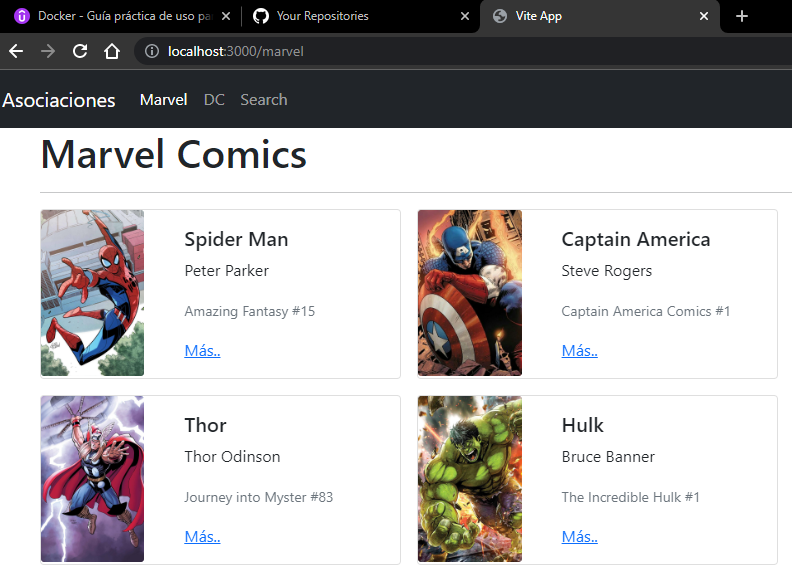 Docker - Guía práctica de uso pa
Your Repositories
Vite App
localhost:3000/marvel
Asociaciones Marvel DC Search
Marvel Comics
Spider Man
Peter Parker
Amazing Fantasy #15
Más..
Captain America
Steve Rogers
Captain America Comics #1
Más..
Thor
Thor Odinson
Journey into Myster #83
Más..
Hulk
Bruce Banner
The Incredible Hulk #1
Más..